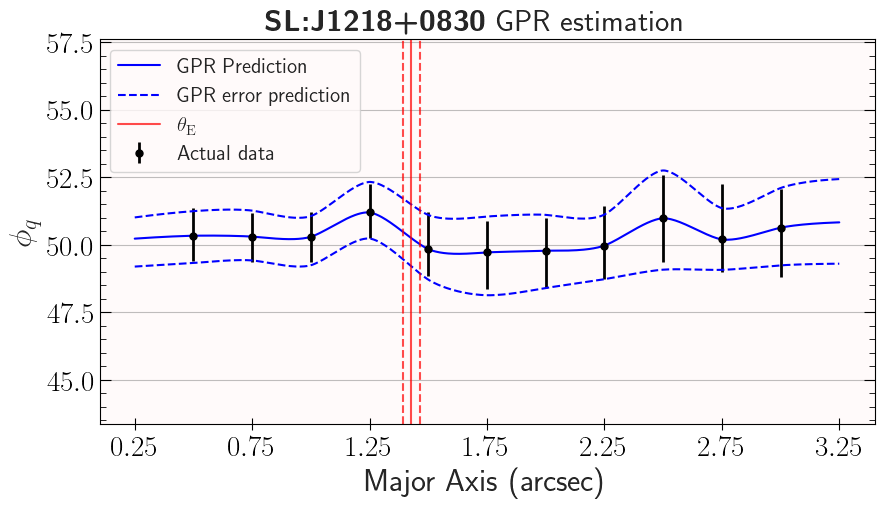 SL:J1218+0830 GPR estimation
57.5
55.0
52.5
50.0
47.5
45.0
ϕq
GPR Prediction
GPR error prediction
θE
Actual data
0.25 0.75 1.25 1.75 2.25 2.75 3.25
Major Axis (arcsec)